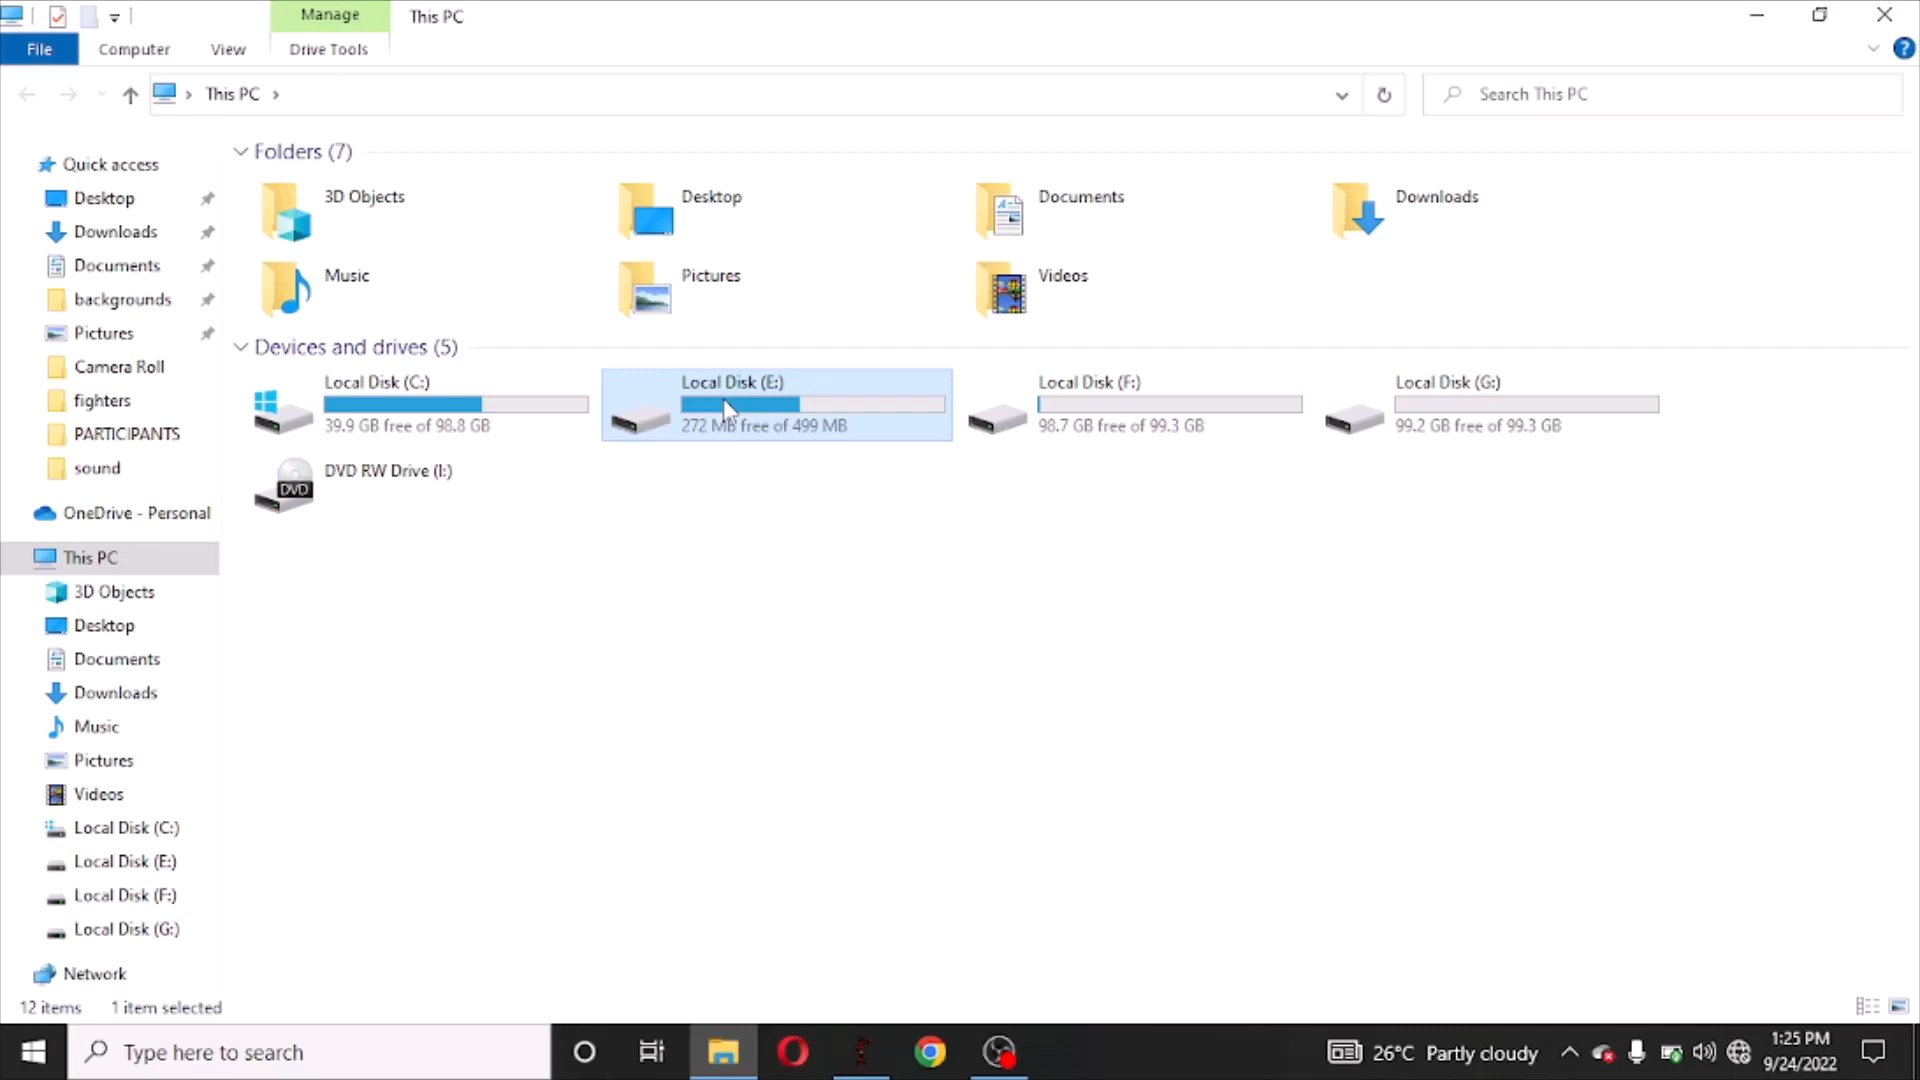 Manage
This PC
File
Computer
View
Drive Tools
This PC
Search This PC
Quick access
Desktop
Downloads
Documents
backgrounds
Pictures
Camera Roll
fighters
PARTICIPANTS
sound
OneDrive - Personal
This PC
3D Objects
Desktop
Documents
Downloads
Music
Pictures
Videos
Local Disk (C:)
Local Disk (E:)
Local Disk (F:)
Local Disk (G:)
Network
Folders (7)
3D Objects
Desktop
Documents
Downloads
Music
Pictures
Videos
Devices and drives (5)
Local Disk (C:)
39.9 GB free of 98.8 GB
Local Disk (E:)
272 MB free of 499 MB
Local Disk (F:)
98.7 GB free of 99.3 GB
Local Disk (G:)
99.2 GB free of 99.3 GB
DVD
DVD RW Drive (I:)
12 items
1 item selected
Type here to search
26°C Partly cloudy
1:25 PM
9/24/2022